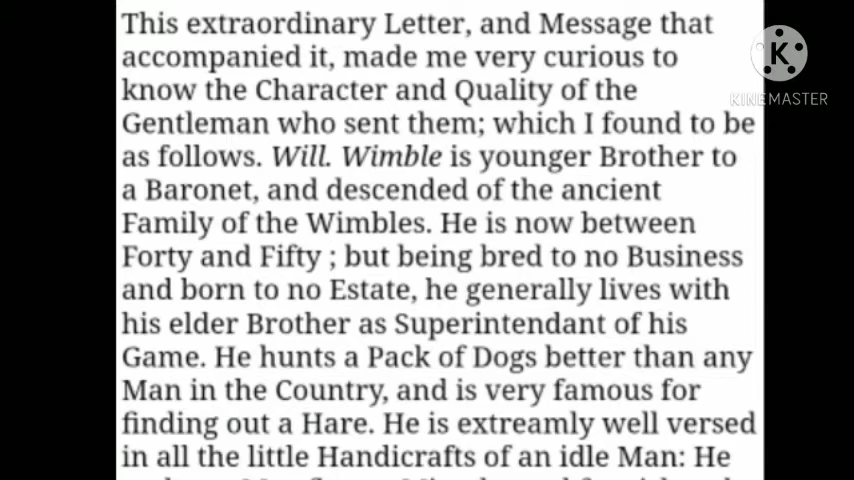 This extraordinary Letter, and Message that
accompanied it, made me very curious to
know the Character and Quality of the
Gentleman who sent them; which I found to be
as follows. Will. Wimble is younger Brother to
a Baronet, and descended of the ancient
Family of the Wimbles. He is now between
Forty and Fifty ; but being bred to no Business
and born to no Estate, he generally lives with
his elder Brother as Superintendant of his
Game. He hunts a Pack of Dogs better than any
Man in the Country, and is very famous for
finding out a Hare. He is extreamly well versed
in all the little Handicrafts of an idle Man: He
K
KINEMASTER